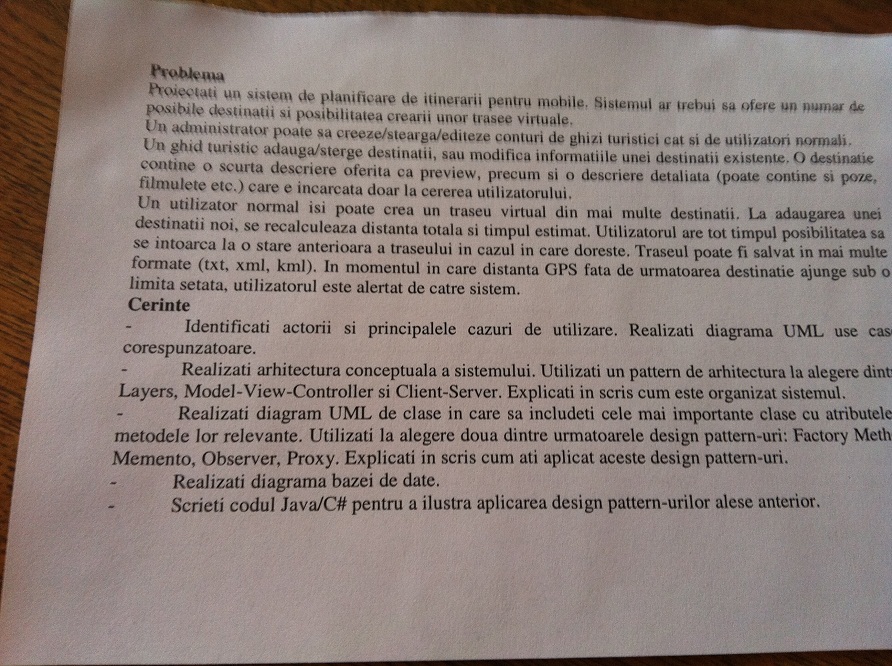 Problema
Proiectati un sistem de planificare de itinerarii pentru mobile. Sistemul ar trebui sa ofere un numar de
posibile destinatii si posibilitatea crearii unor trasee virtuale.
Un administrator poate sa creeze/stearga/editeze conturi de ghizi turistici cat si de utilizatori normali.
Un ghid turistic adauga/sterge destinatii, sau modifica informatiile unei destinatii existente. O destinatie
contine o scurta descriere oferita ca preview, precum si o descriere detaliata (poate contine si poze,
filmulete etc.) care e incarcata doar la cererea utilizatorului.
Un utilizator normal isi poate crea un traseu virtual din mai multe destinatii. La adaugarea unei
destinatii noi, se recalculeaza distanta totala si timpul estimat. Utilizatorul are tot timpul posibilitatea sa
se intoarca la o stare anterioara a traseului in cazul in care doreste. Traseul poate fi salvat in mai multe
formate (txt, xml, kml). In momentul in care distanta GPS fata de urmatoarea destinatie ajunge sub o
limita setata, utilizatorul este alertat de catre sistem.
Cerinte
- Identificati actorii si principalele cazuri de utilizare. Realizati diagrama UML use cas
corespunzatoare.
- Realizati arhitectura conceptuala a sistemului. Utilizati un pattern de arhitectura la alegere dint
Layers, Model-View-Controller si Client-Server. Explicati in scris cum este organizat sistemul.
- Realizati diagram UML de clase in care sa includeti cele mai importante clase cu atributele
metodele lor relevante. Utilizati la alegere doua dintre urmatoarele design pattern-uri: Factory Meth
Memento, Observer, Proxy. Explicati in scris cum ati aplicat aceste design pattern-uri.
- Realizati diagrama bazei de date.
- Scrieti codul Java/C# pentru a ilustra aplicarea design pattern-urilor alese anterior.